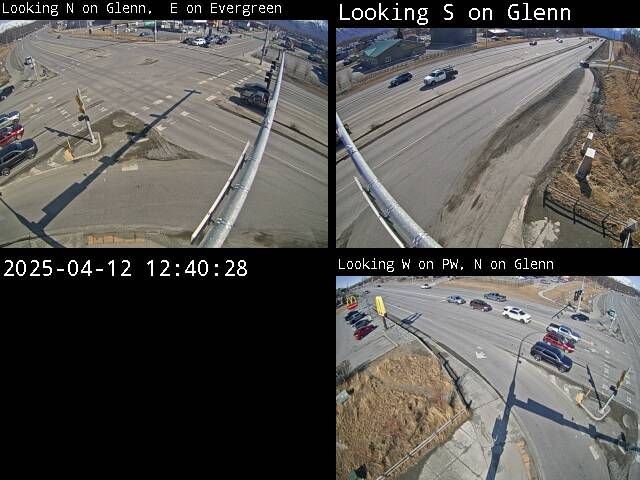 Looking N on Glenn,  E on Evergreen
Looking S on Glenn
2025-04-12 12:40:28
Looking W on PW, N on Glenn